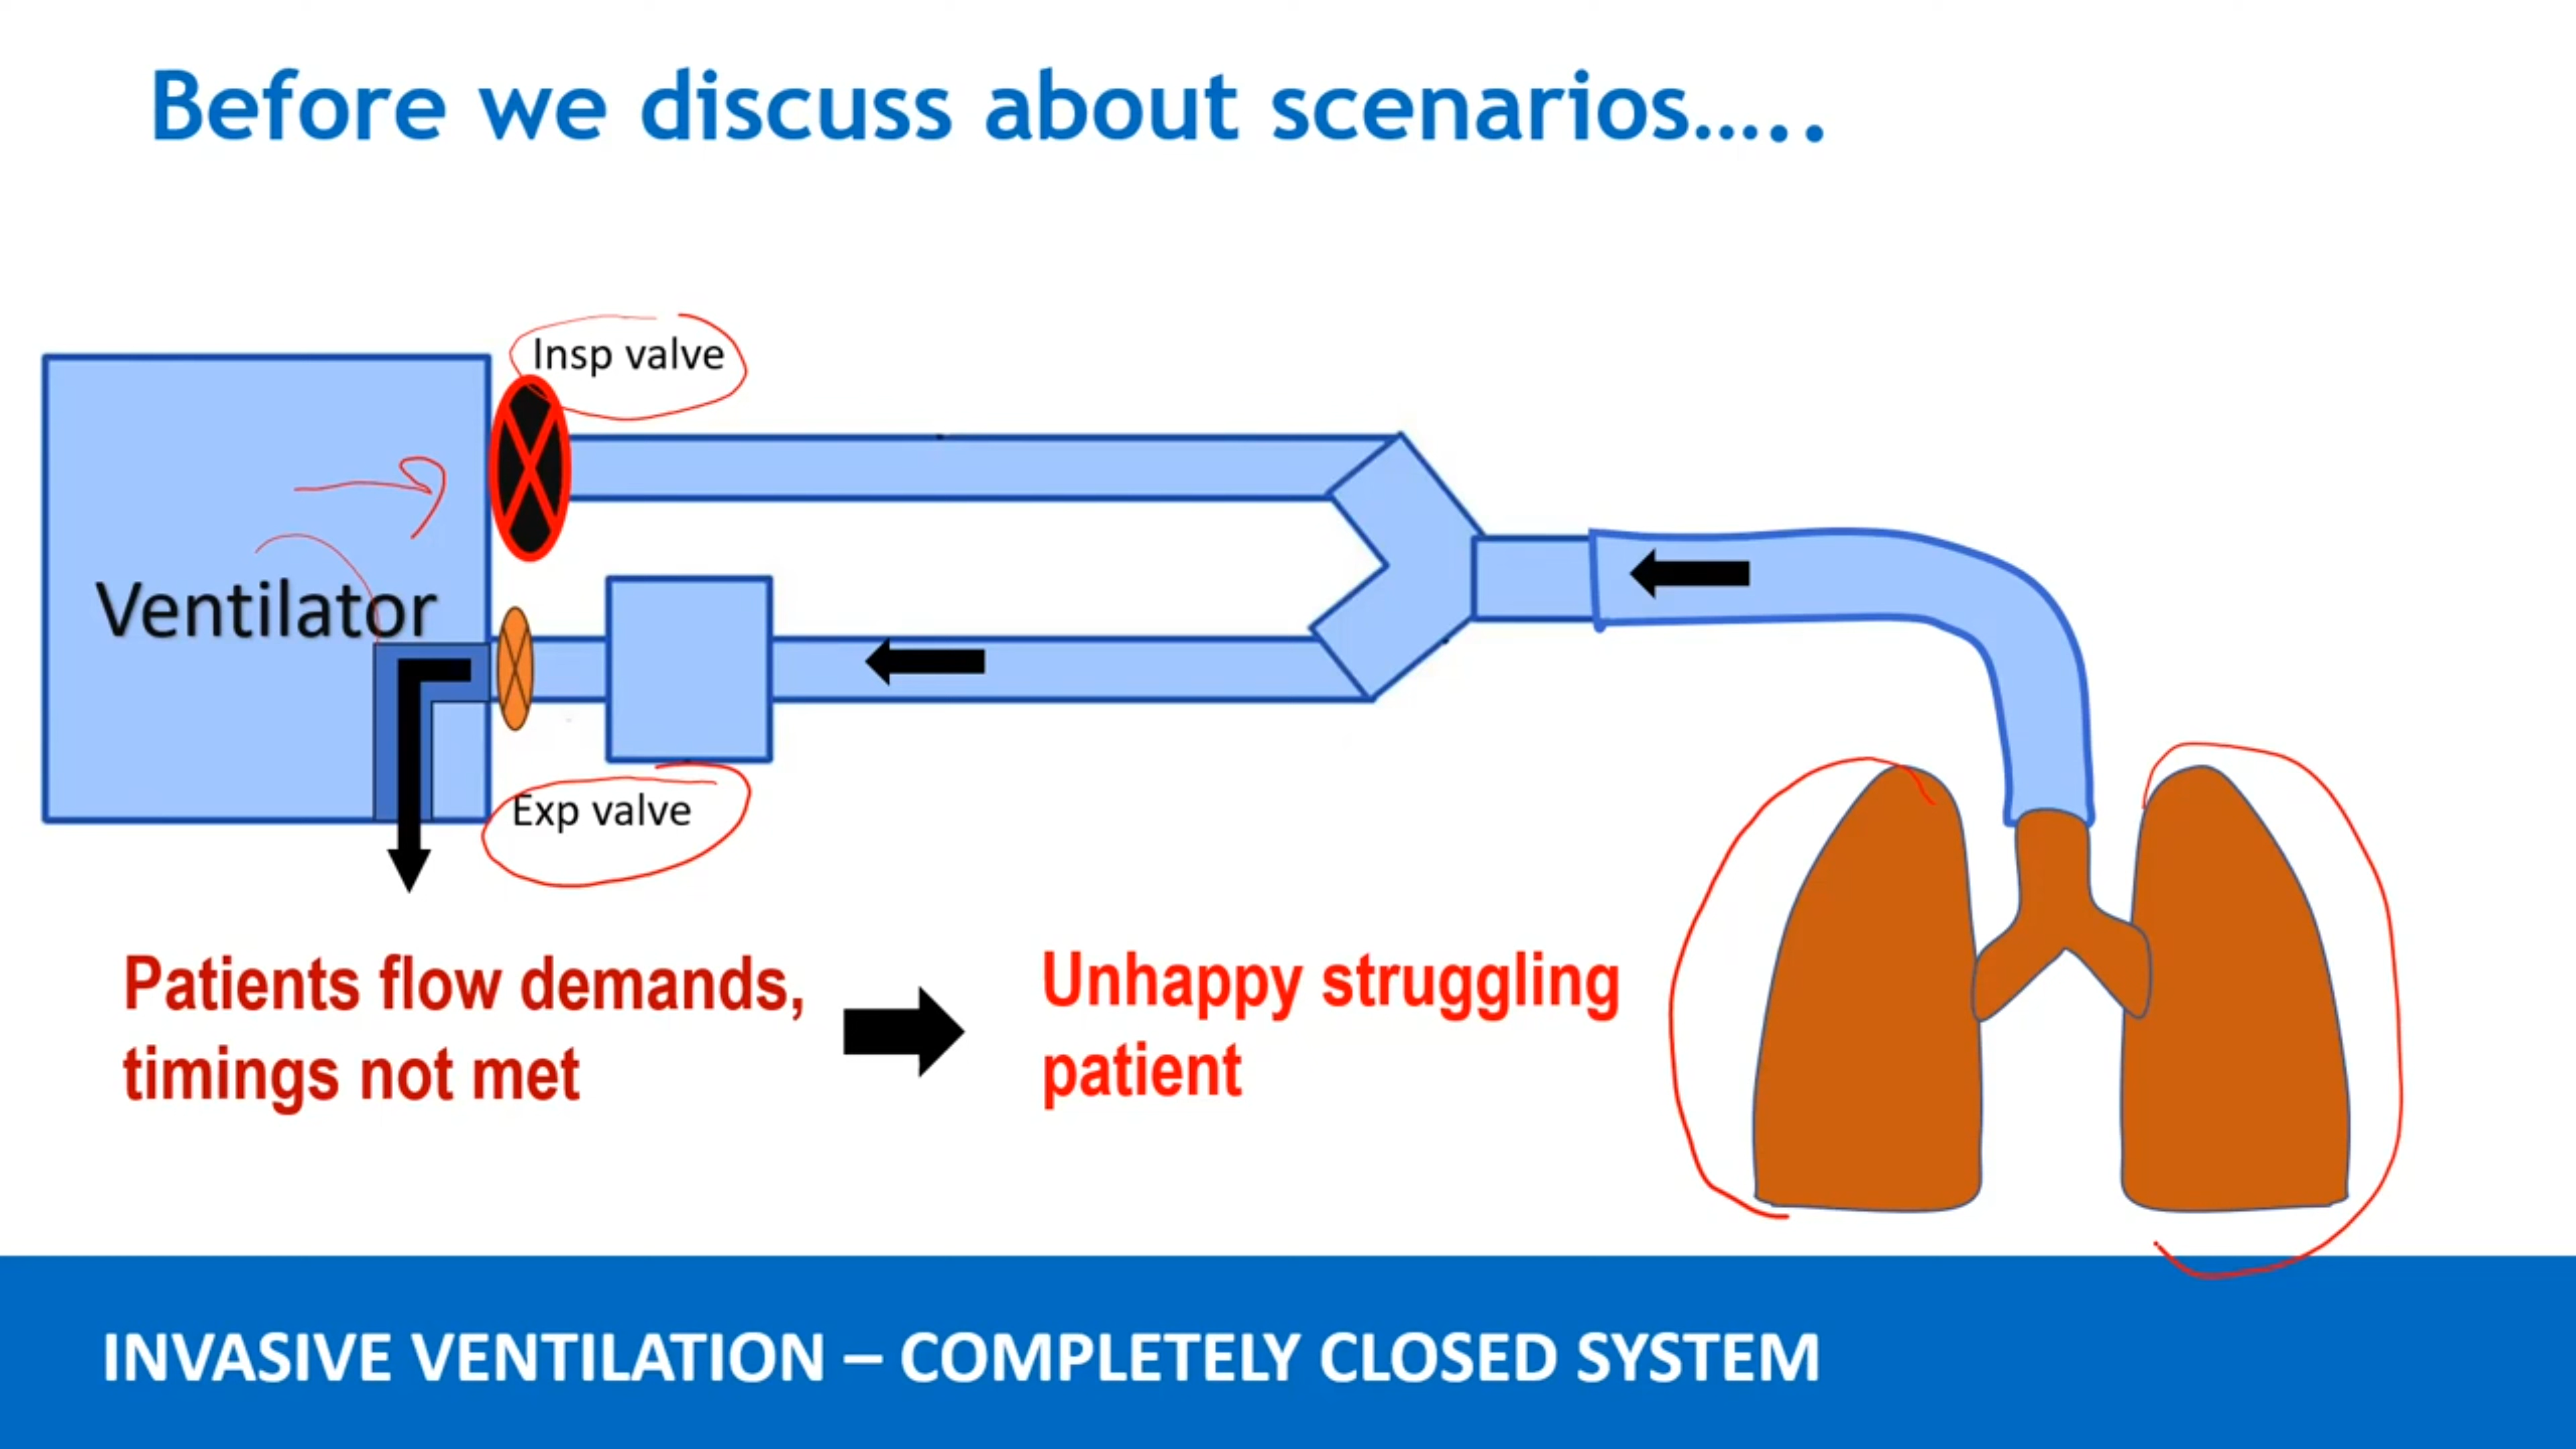 Before we discuss about scenarios.....
Insp valve
Ventilator
Exp valve
Patients flow demands,
timings not met
Unhappy struggling
patient
INVASIVE VENTILATION – COMPLETELY CLOSED SYSTEM